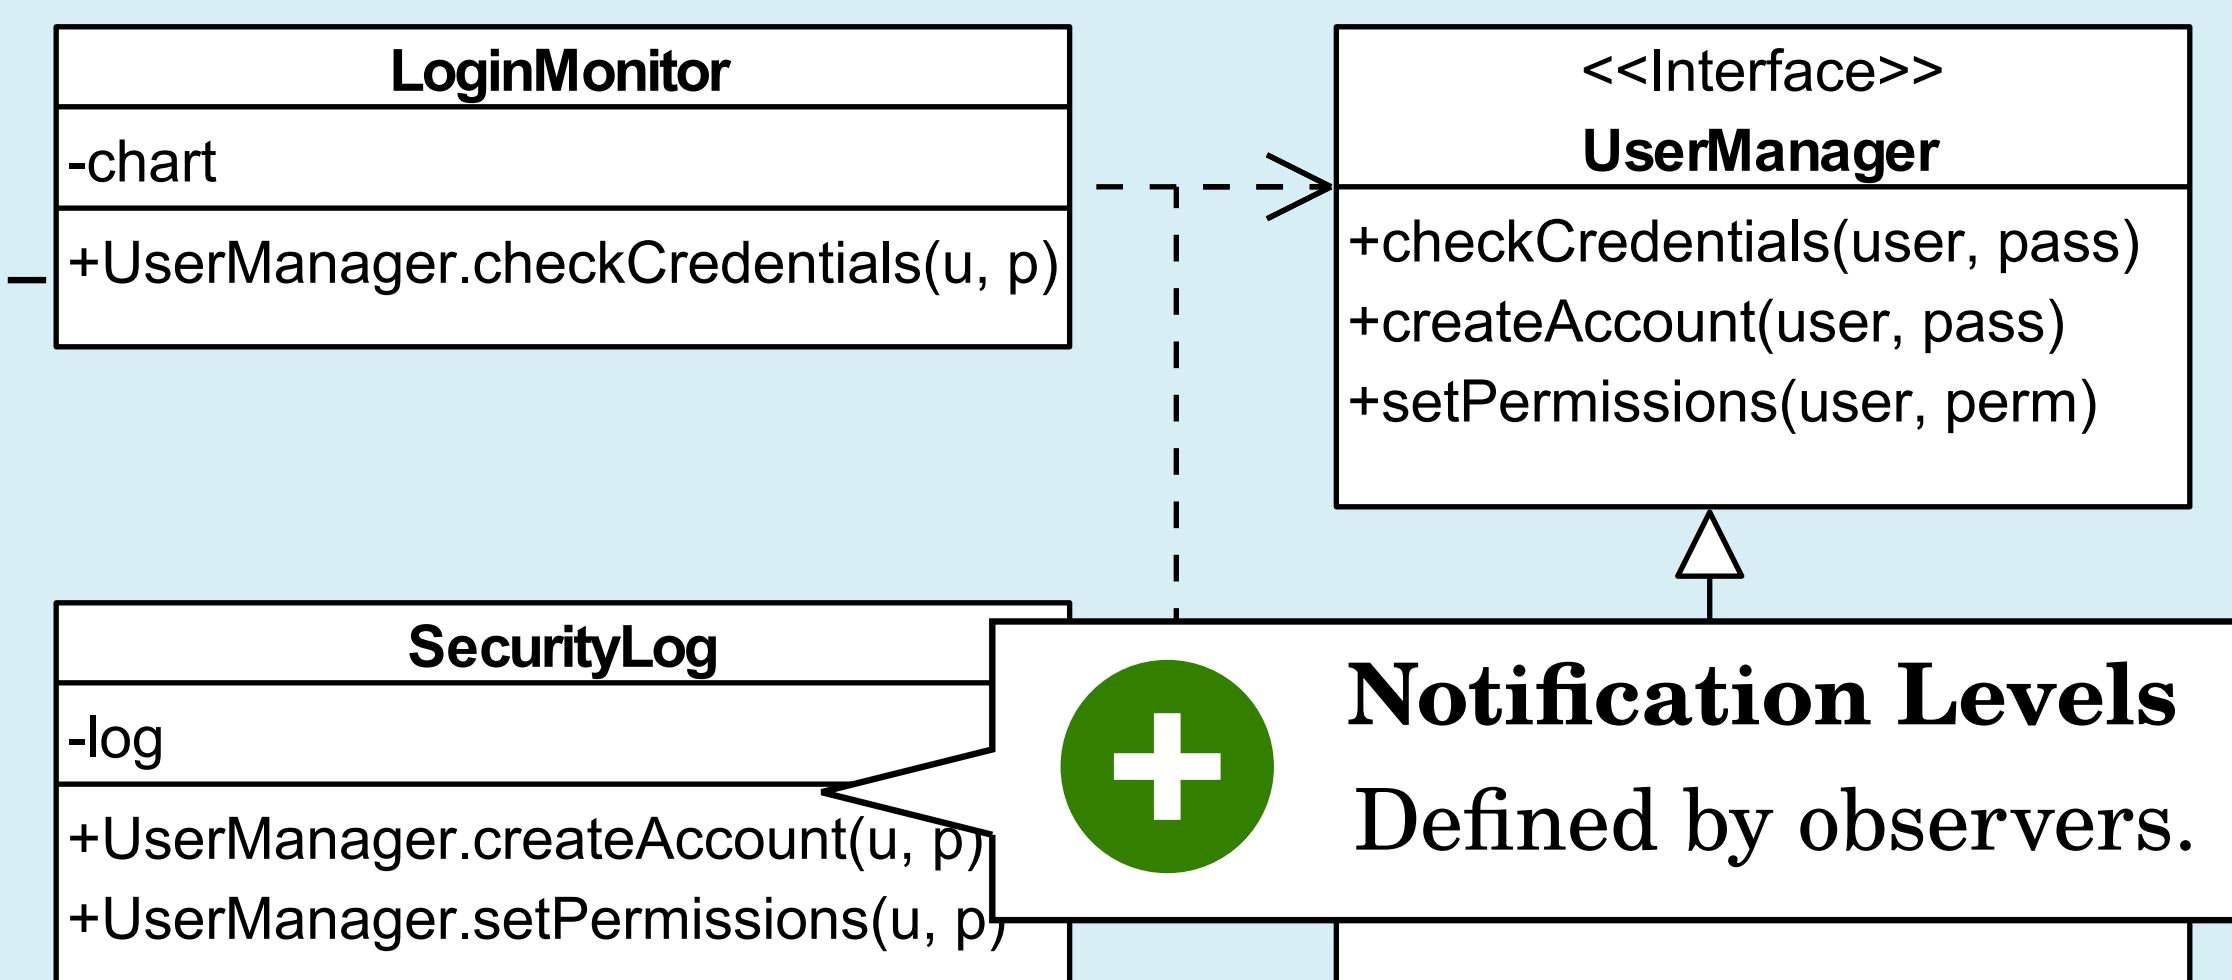 LoginMonitor
-chart
+UserManager.checkCredentials(u, p)
<<Interface>>
UserManager
+checkCredentials(user, pass)
+createAccount(user, pass)
+setPermissions(user, perm)
SecurityLog
-log
+UserManager.createAccount(u, p)
+UserManager.setPermissions(u, p)
Notification Levels
Defined by observers.